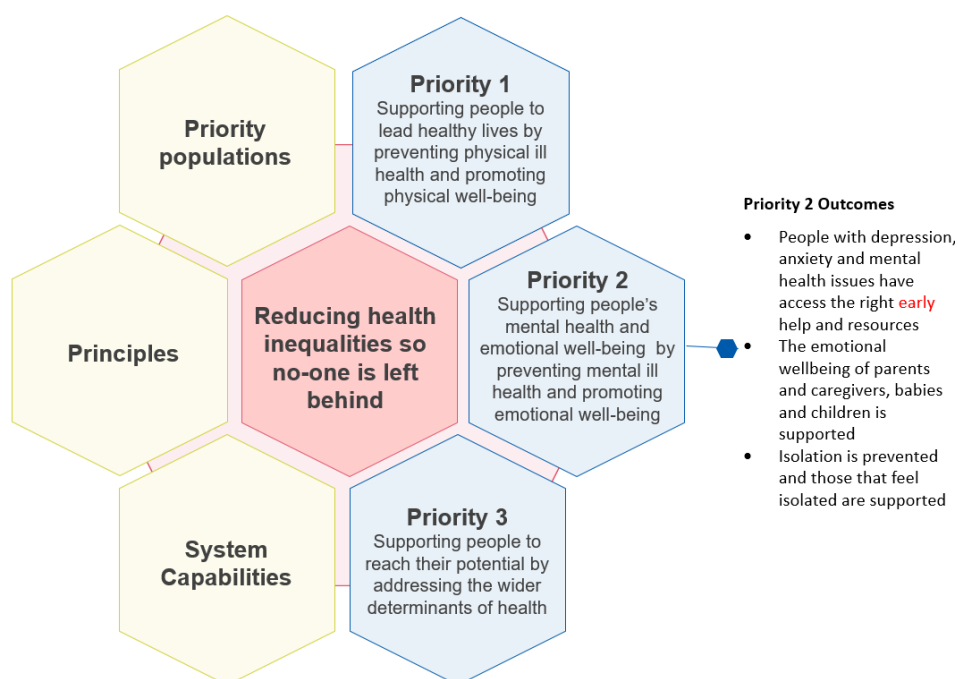 Priority
populations
Priority 1
Supporting people to
lead healthy lives by
preventing physical ill
health and promoting
physical well-being
Principles
Reducing health
inequalities so
no-one is left
behind
Priority 2
Supporting people’s
mental health and
emotional well-being by
preventing mental ill
health and promoting
emotional well-being
System
Capabilities
Priority 3
Supporting people to
reach their potential by
addressing the wider
determinants of health
Priority 2 Outcomes
• People with depression,
anxiety and mental
health issues have
access the right early
help and resources
• The emotional
wellbeing of parents
and caregivers, babies
and children is
supported
• Isolation is prevented
and those that feel
isolated are supported